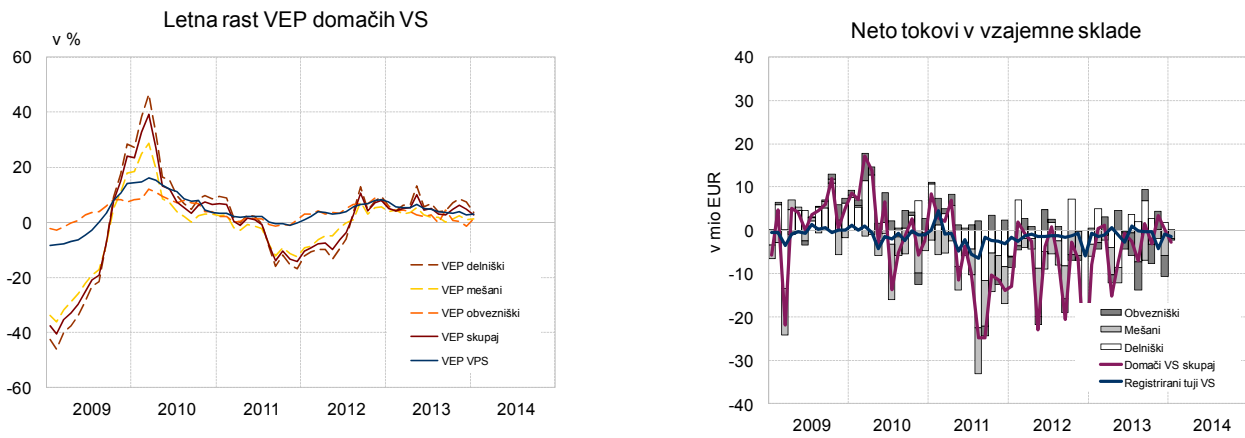 Letna rast VEP domačih VS
v %
60
40
20
0
-20
-40
-60
2009 2010 2011 2012 2013 2014
VEP delniški
VEP mešani
VEP obvezniški
VEP skupaj
VEP VPS
Neto tokovi v vzajemne sklade
v mio EUR
40
30
20
10
0
-10
-20
-30
-40
2009 2010 2011 2012 2013 2014
Obvezniški
Mešani
Delniški
Domači VS skupaj
Registrirani tuji VS